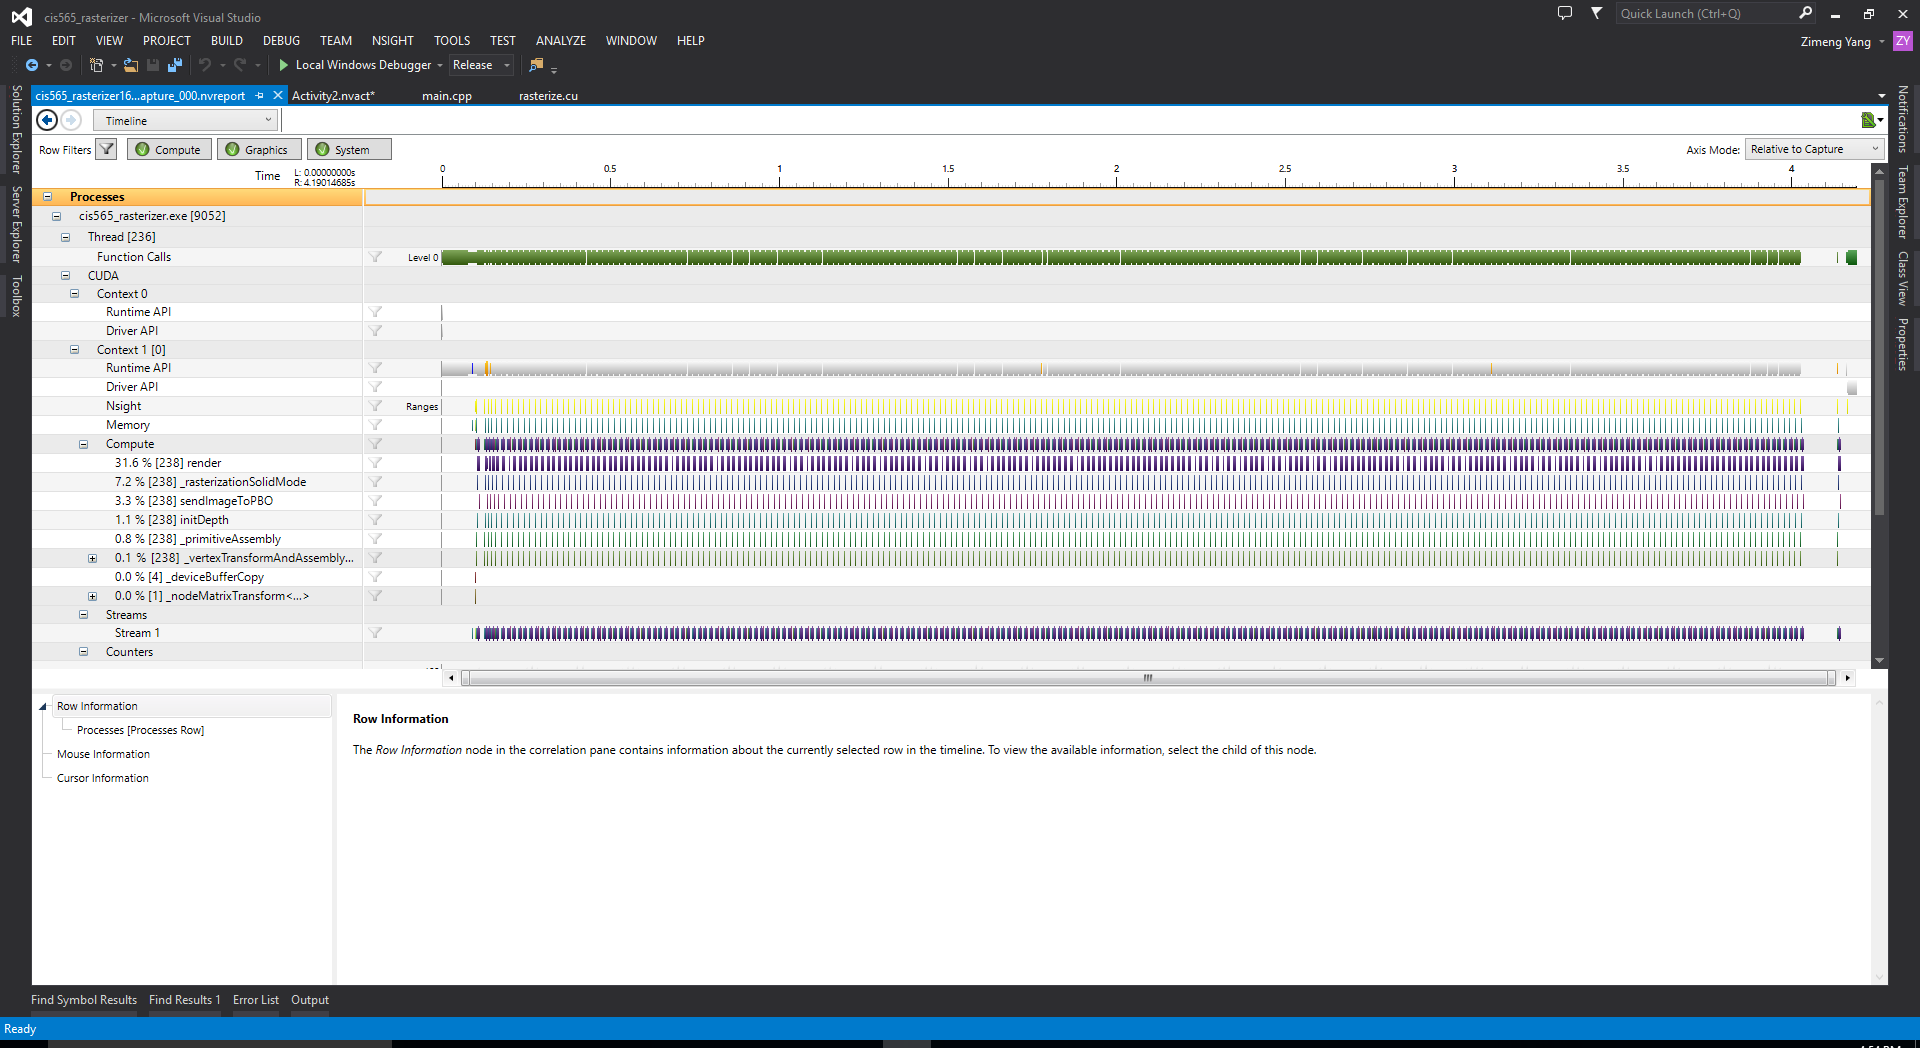 cis565_rasterizer - Microsoft Visual Studio
Quick Launch (Ctrl+Q)
FILE EDIT VIEW PROJECT BUILD DEBUG TEAM NSIGHT TOOLS TEST ANALYZE WINDOW HELP
Zimeng Yang
ZY
Local Windows Debugger
Release
Solution Explorer
Server Explorer
Toolbox
cis565_rasterizer16...apture_000.nvreport
Activity2.nvact*
main.cpp
rasterize.cu
Notifications
Team Explorer
Class View
Properties
Timeline
Row Filters
Compute
Graphics
System
Axis Mode:
Relative to Capture
Time
L: 0.00000000s
R: 4.19014685s
0 0.5 1 1.5 2 2.5 3 3.5 4
Processes
cis565_rasterizer.exe [9052]
Thread [236]
Function Calls
Level 0
CUDA
Context 0
Runtime API
Driver API
Context 1 [0]
Runtime API
Driver API
Nsight
Ranges
Memory
Compute
31.6 % [238] render
7.2 % [238] _rasterizationSolidMode
3.3 % [238] sendImageToPBO
1.1 % [238] initDepth
0.8 % [238] _primitiveAssembly
0.1 % [238] _vertexTransformAndAssembly...
0.0 % [4] _deviceBufferCopy
0.0 % [1] _nodeMatrixTransform<...>
Streams
Stream 1
Counters
Row Information
Processes [Processes Row]
Mouse Information
Cursor Information
Row Information
The Row Information node in the correlation pane contains information about the currently selected row in the timeline. To view the available information, select the child of this node.
Find Symbol Results
Find Results 1
Error List
Output
Ready